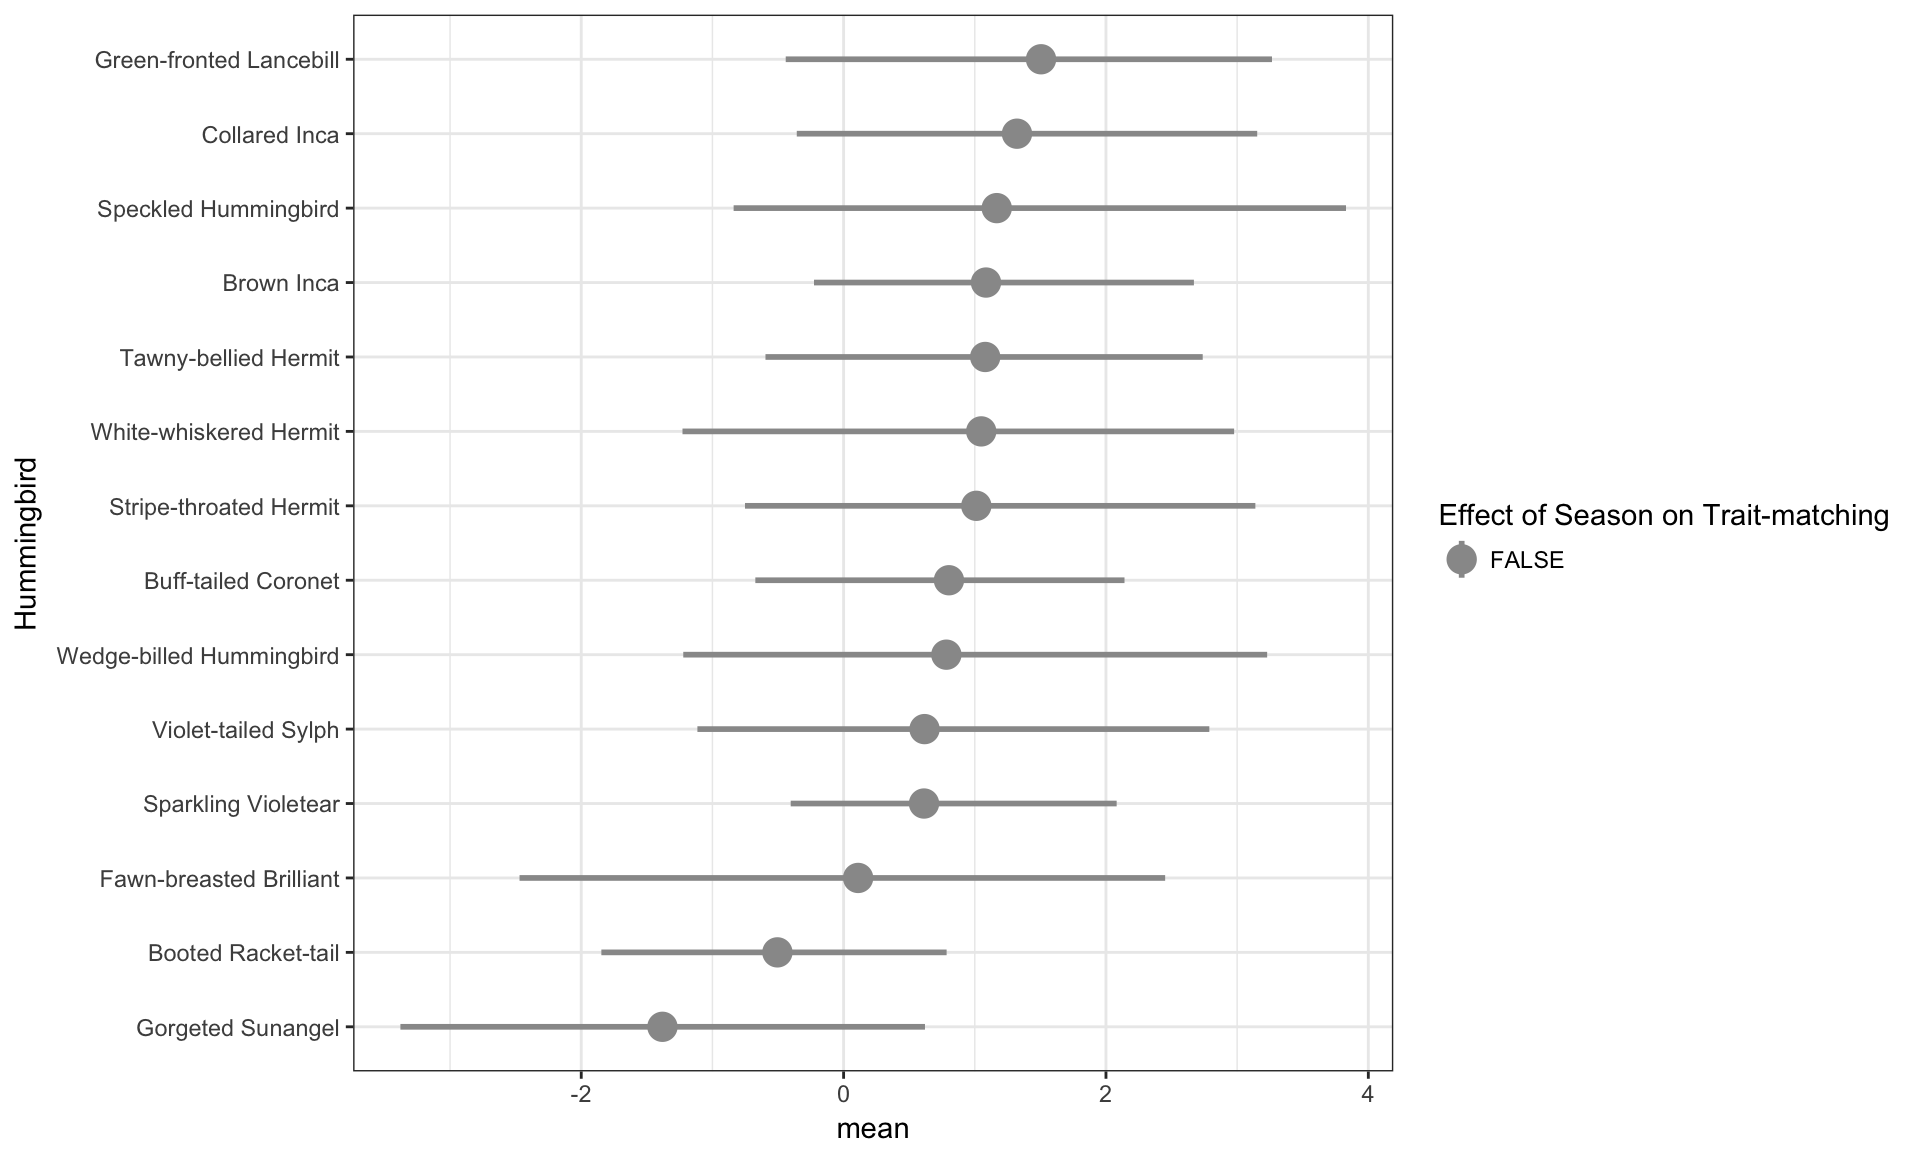 Green-fronted Lancebill
Collared Inca
Speckled Hummingbird
Brown Inca
Tawny-bellied Hermit
White-whiskered Hermit
Stripe-throated Hermit
Buff-tailed Coronet
Wedge-billed Hummingbird
Violet-tailed Sylph
Sparkling Violetear
Fawn-breasted Brilliant
Booted Racket-tail
Gorgeted Sunangel
Hummingbird
-2 0 2 4
mean
Effect of Season on Trait-matching
FALSE